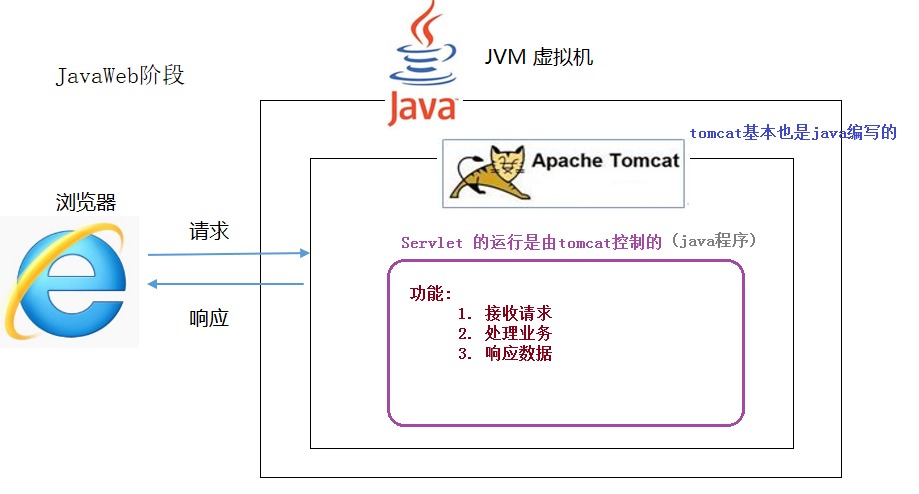 JVM 虚拟机
JavaWeb阶段
Java
tomcat基本也是java编写的
Apache Tomcat
浏览器
请求
Servlet 的运行是由tomcat控制的（java程序）
功能:
1. 接收请求
2. 处理业务
3. 响应数据
响应